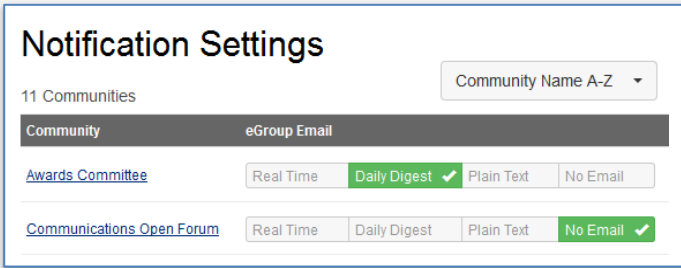 Notification Settings
Community Name A-Z
11 Communities
Community eGroup Email
Awards Committee Real Time Daily Digest Plain Text No Email
Communications Open Forum Real Time Daily Digest Plain Text No Email